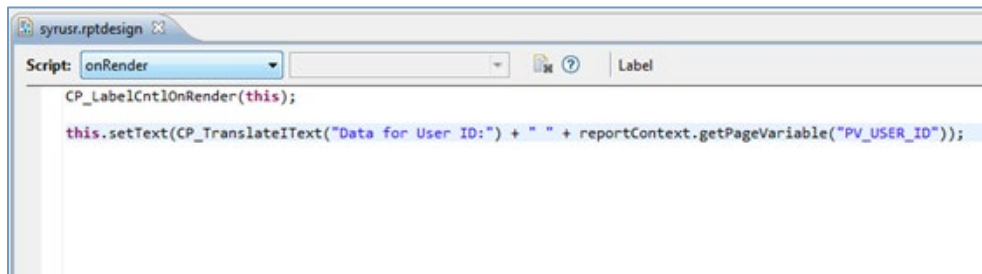 syrusr.rptdesign
Script: onRender Label
CP_LabelCntlOnRender(this);
this.setText(CP_TranslateIText("Data for User ID:") + " " + reportContext.getPageVariable("PV_USER_ID"));